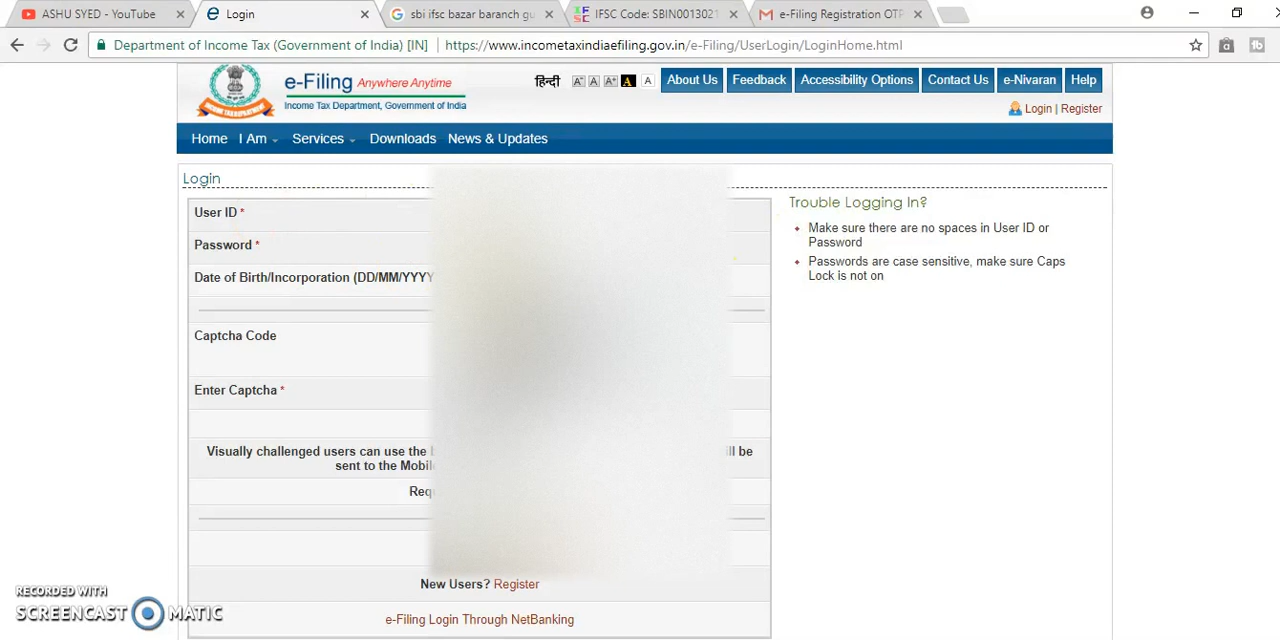 ASHU SYED - YouTube
Login
sbi ifsc bazar baranch gu
IFSC Code: SBIN0013021
e-Filing Registration OTP
Department of Income Tax (Government of India) [IN]
https://www.incometaxindiaefiling.gov.in/e-Filing/UserLogin/LoginHome.html
e-Filing Anywhere Anytime
Income Tax Department, Government of India
हिन्दी A- A A+ A A
About Us Feedback Accessibility Options Contact Us e-Nivaran Help
Login | Register
Home I Am Services Downloads News & Updates
Login
User ID *
Password *
Date of Birth/Incorporation (DD/MM/YYYY
Captcha Code
Enter Captcha *
Visually challenged users can use the
ll be
sent to the Mobil
Req
New Users? Register
e-Filing Login Through NetBanking
Trouble Logging In?
Make sure there are no spaces in User ID or
Password
Passwords are case sensitive, make sure Caps
Lock is not on
RECORDED WITH
SCREENCAST MATIC